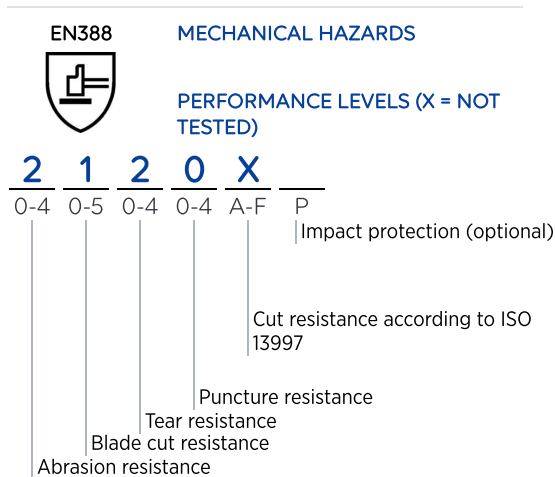 EN388
MECHANICAL HAZARDS
PERFORMANCE LEVELS (X = NOT
TESTED)
2 1 2 0 X
0-4 0-5 0-4 0-4 A-F P
Impact protection (optional)
Cut resistance according to ISO
13997
Puncture resistance
Tear resistance
Blade cut resistance
Abrasion resistance